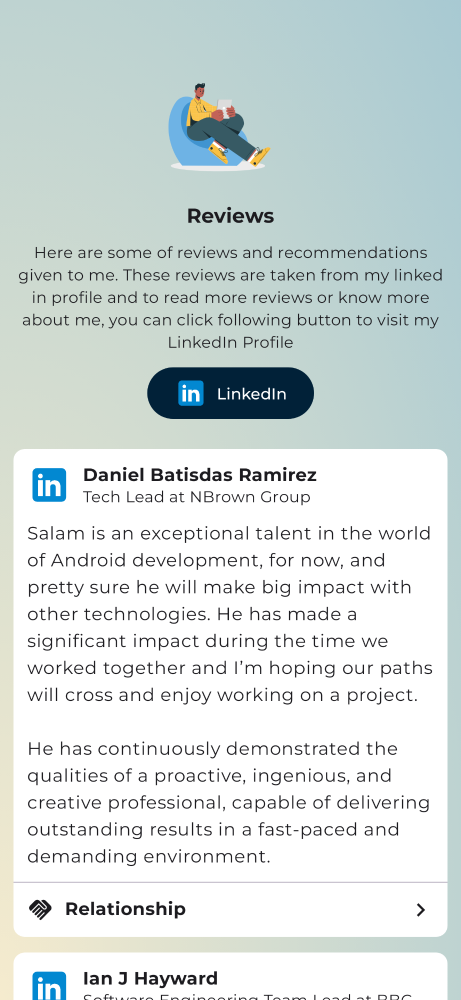 Reviews
Here are some of reviews and recommendations
given to me. These reviews are taken from my linked
in profile and to read more reviews or know more
about me, you can click following button to visit my
LinkedIn Profile
in LinkedIn
in
Daniel Batisdas Ramirez
Tech Lead at NBrown Group
Salam is an exceptional talent in the world
of Android development, for now, and
pretty sure he will make big impact with
other technologies. He has made a
significant impact during the time we
worked together and I’m hoping our paths
will cross and enjoy working on a project.
He has continuously demonstrated the
qualities of a proactive, ingenious, and
creative professional, capable of delivering
outstanding results in a fast-paced and
demanding environment.
Relationship
in
Ian J Hayward
Software Engineering Team Lead at BBC